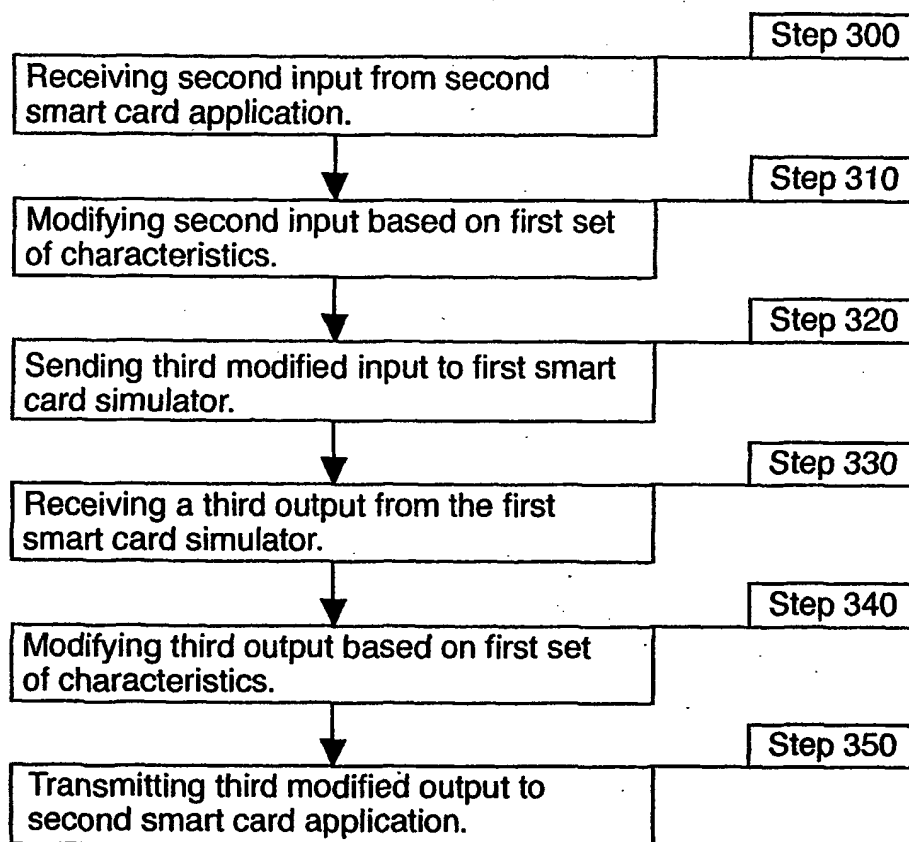 Step 300
Receiving second input from second
smart card application.
Step 310
Modifying second input based on first set
of characteristics.
Step 320
Sending third modified input to first smart
card simulator.
Step 330
Receiving a third output from the first
smart card simulator.
Step 340
Modifying third output based on first set
of characteristics.
Step 350
Transmitting third modified output to
second smart card application.